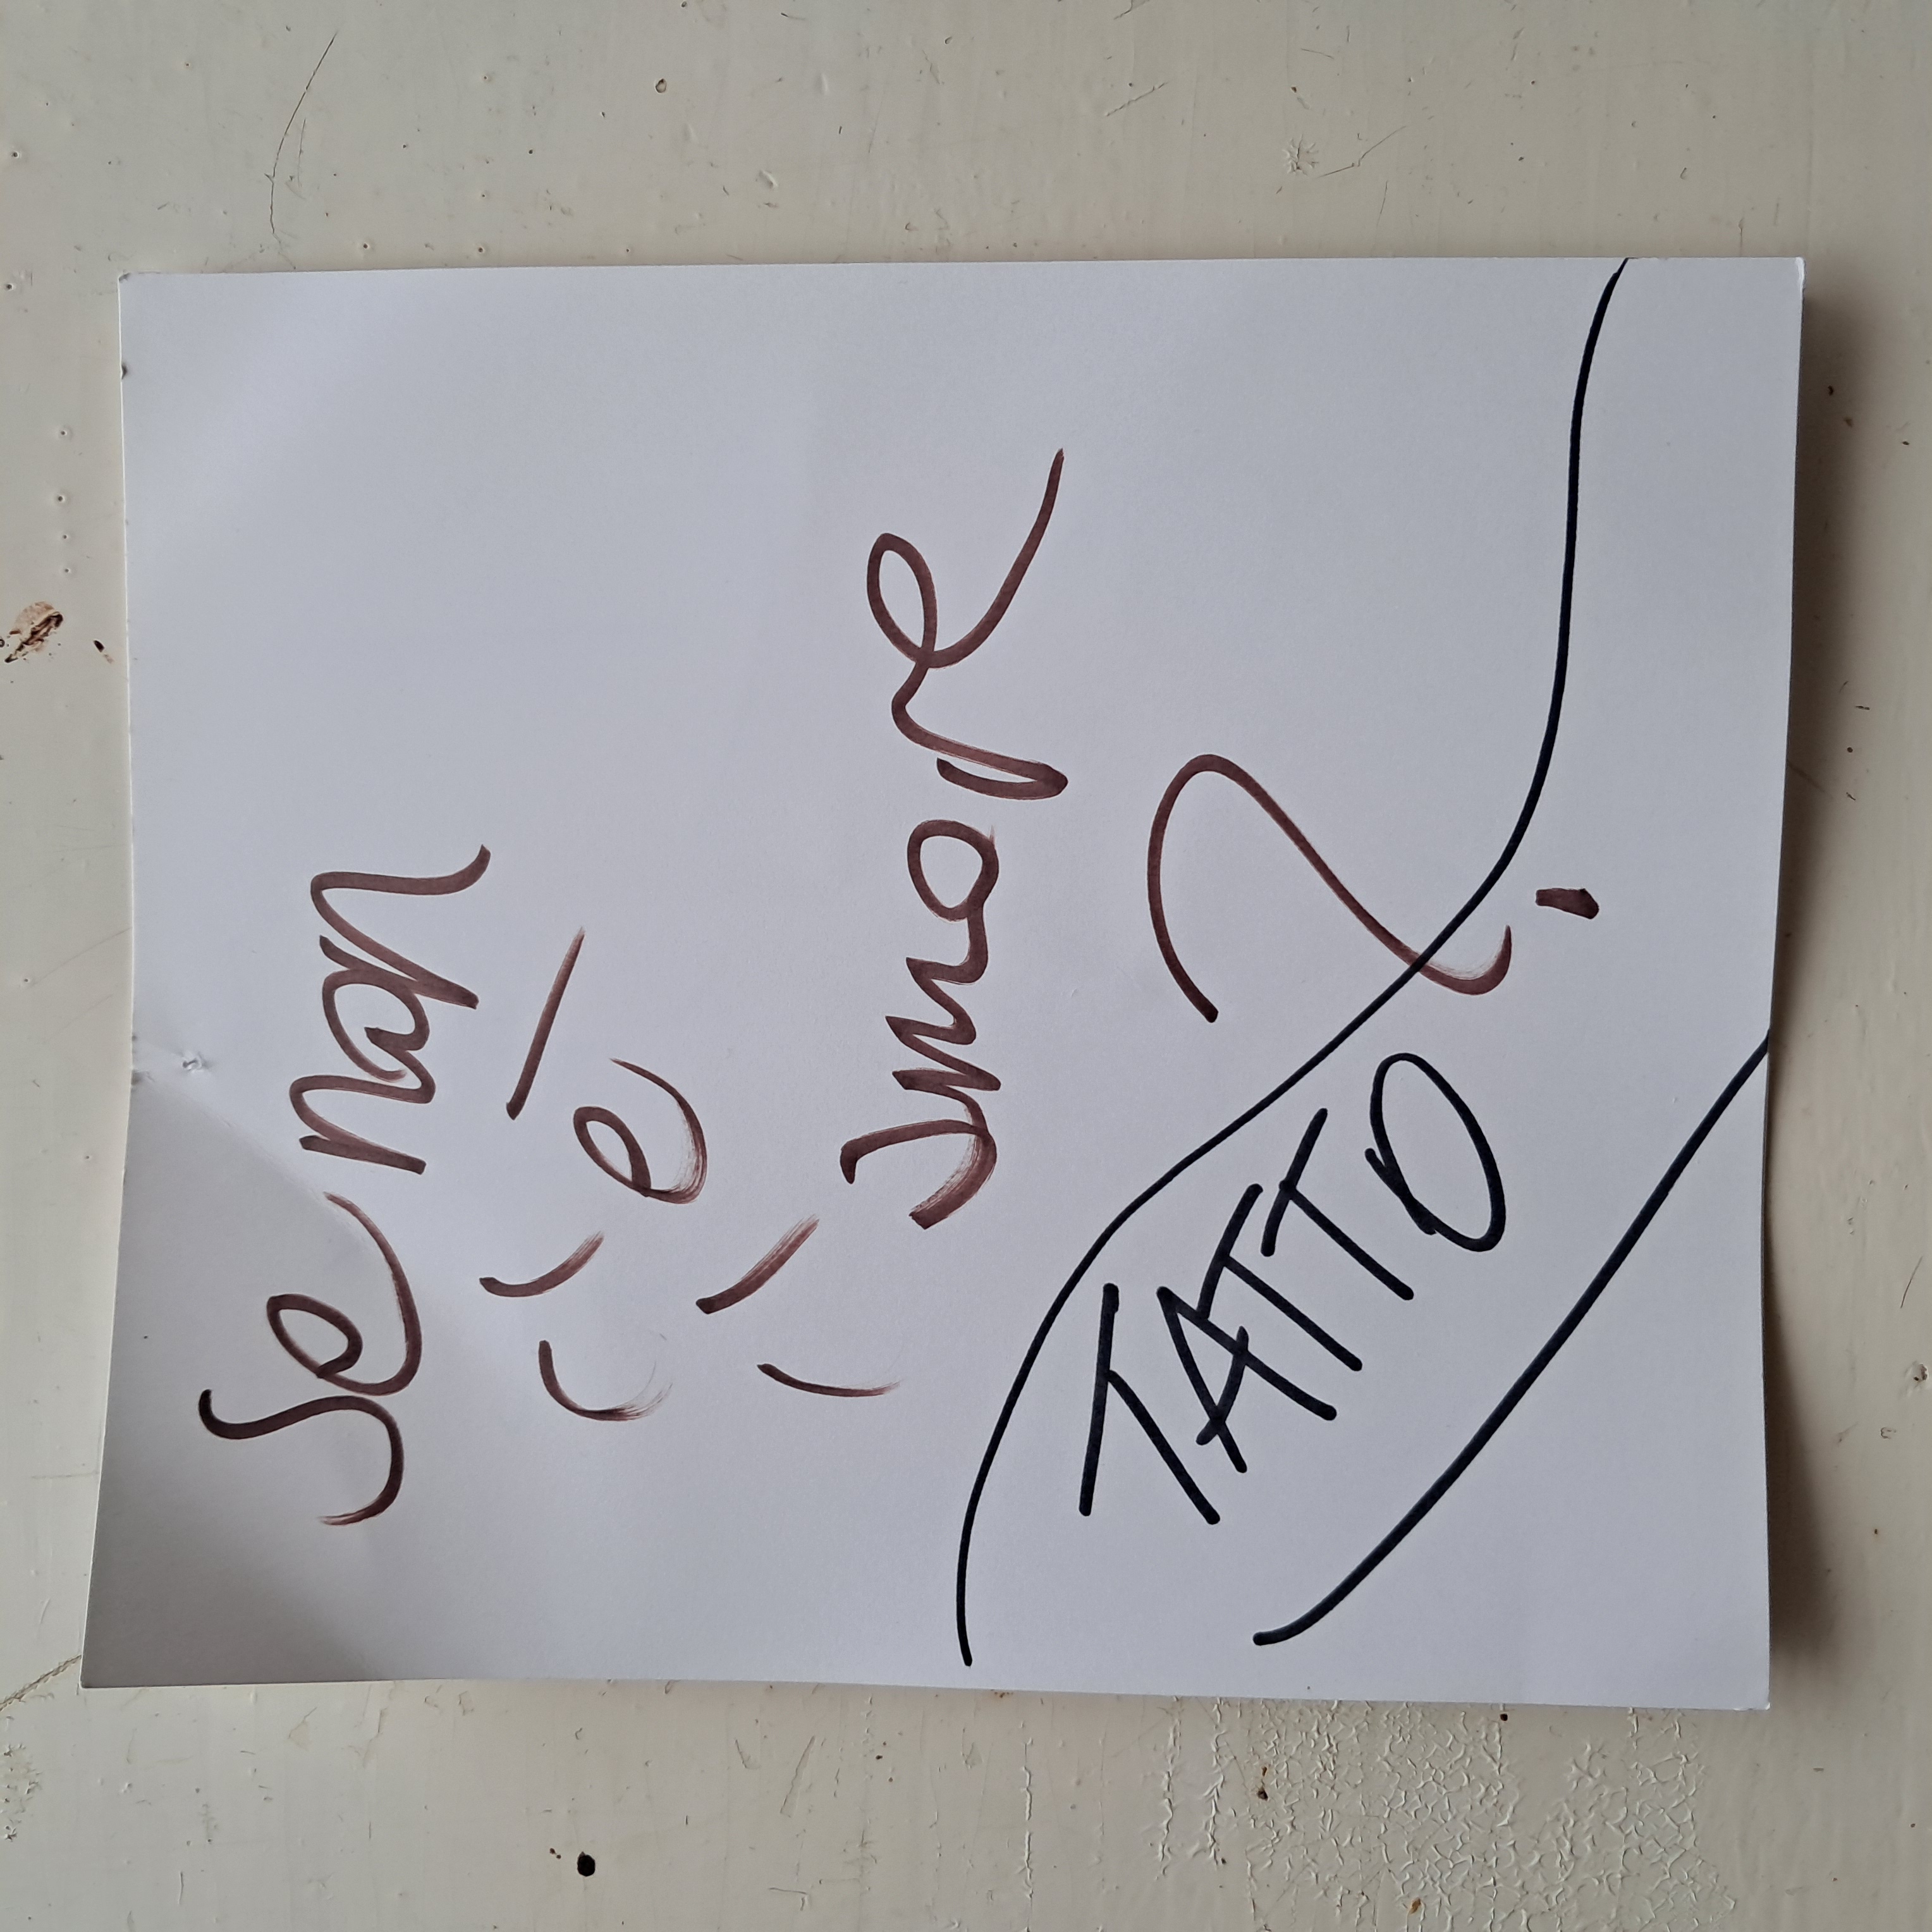 se non
c'è
l'amore
?
TATTO